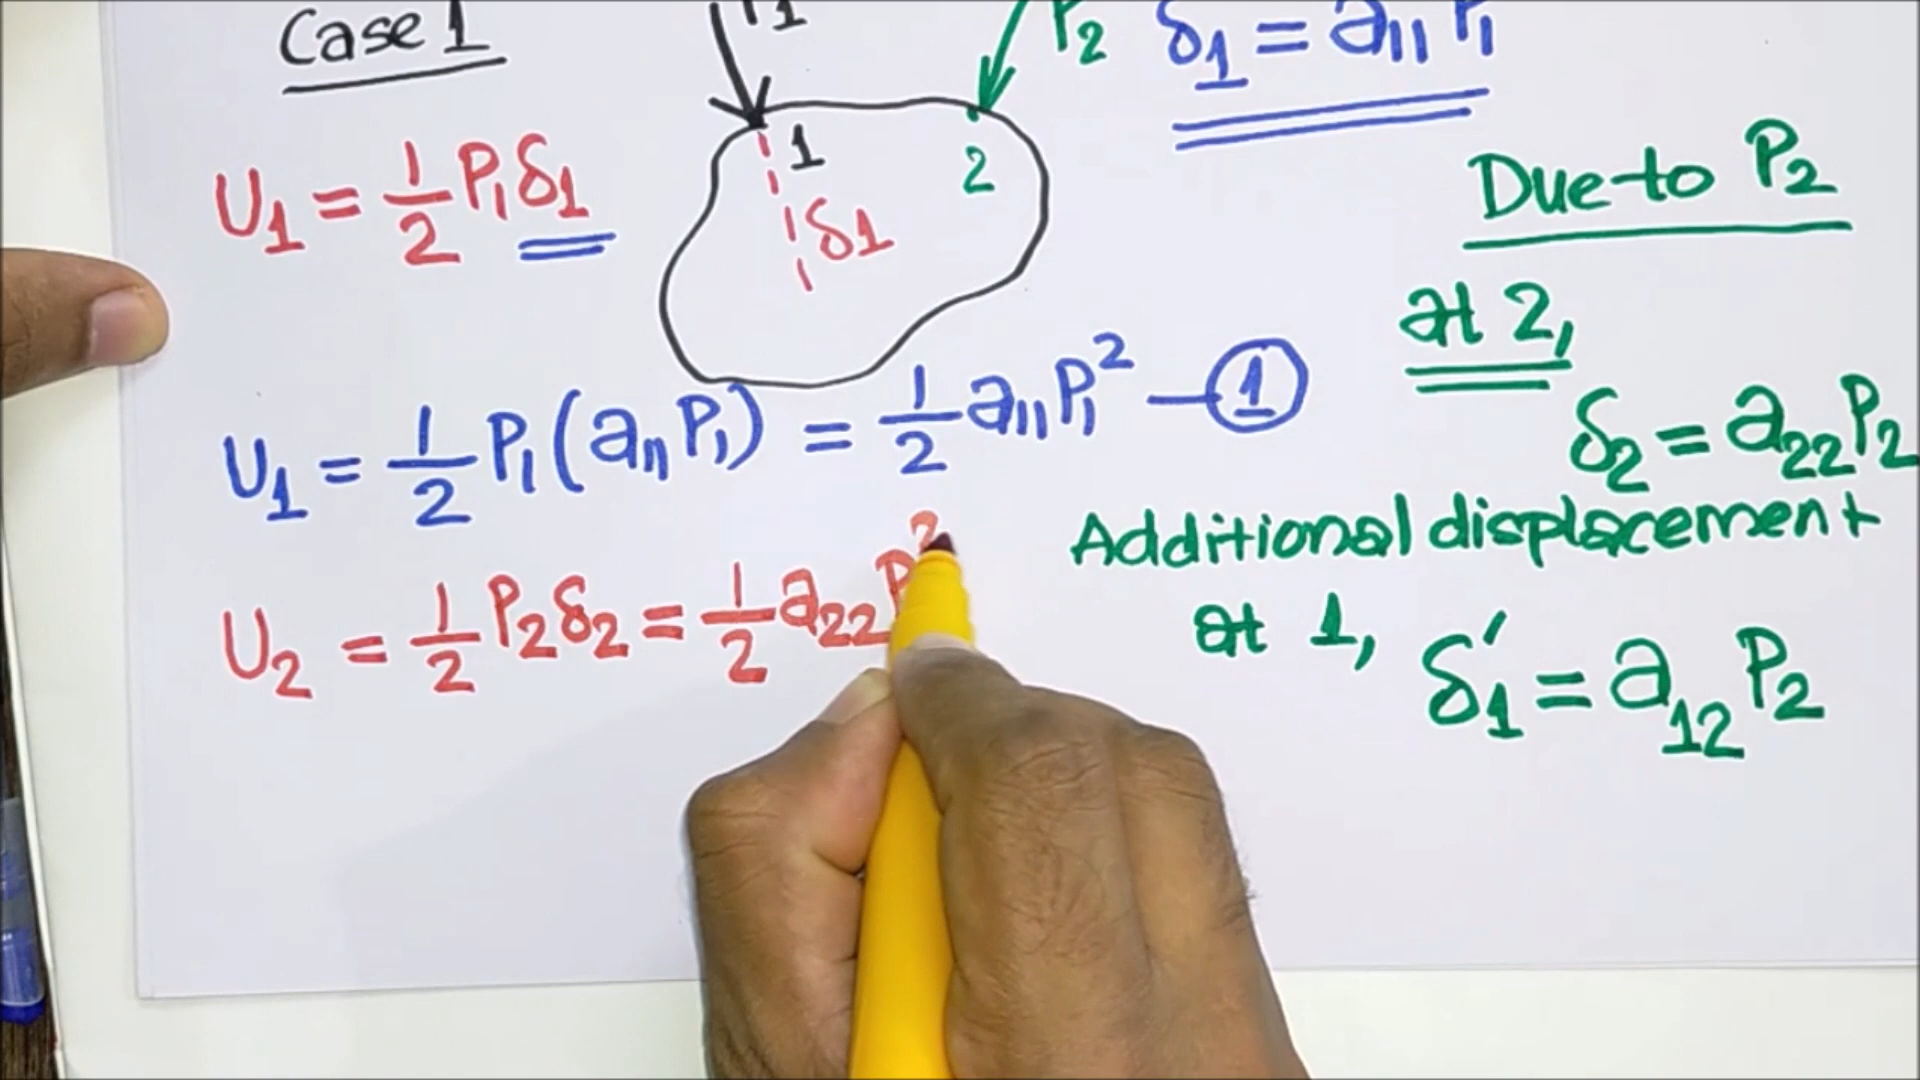 Case 1
P₁
P₂
δ₁ = a₁₁ P₁
U₁ = 1/2 P₁ δ₁
1
2
δ1
Due to P₂
at 2,
δ₂ = a₂₂ P₂
U₁ = 1/2 P₁ (a₁₁ P₁) = 1/2 a₁₁ P₁² — ①
Additional displacement
at 1, δ₁′ = a₁₂ P₂
U₂ = 1/2 P₂ δ₂ = 1/2 a₂₂ P²